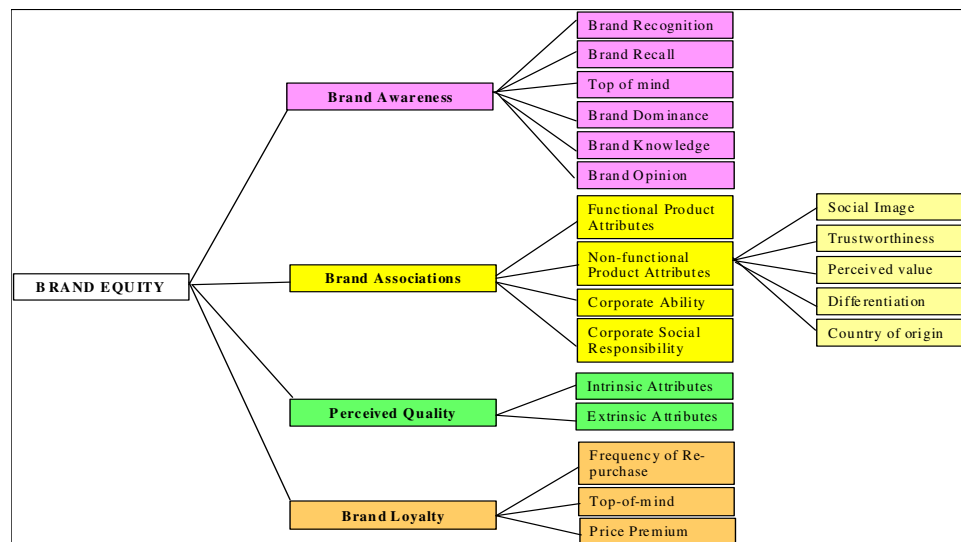 BRAND EQUITY
Brand Awareness
Brand Recognition
Brand Recall
Top of mind
Brand Dominance
Brand Knowledge
Brand Opinion
Brand Associations
Functional Product
Attributes
Non-functional
Product Attributes
Corporate Ability
Corporate Social
Responsibility
Social Image
Trustworthiness
Perceived value
Differentiation
Country of origin
Perceived Quality
Intrinsic Attributes
Extrinsic Attributes
Brand Loyalty
Frequency of Re-
purchase
Top-of-mind
Price Premium